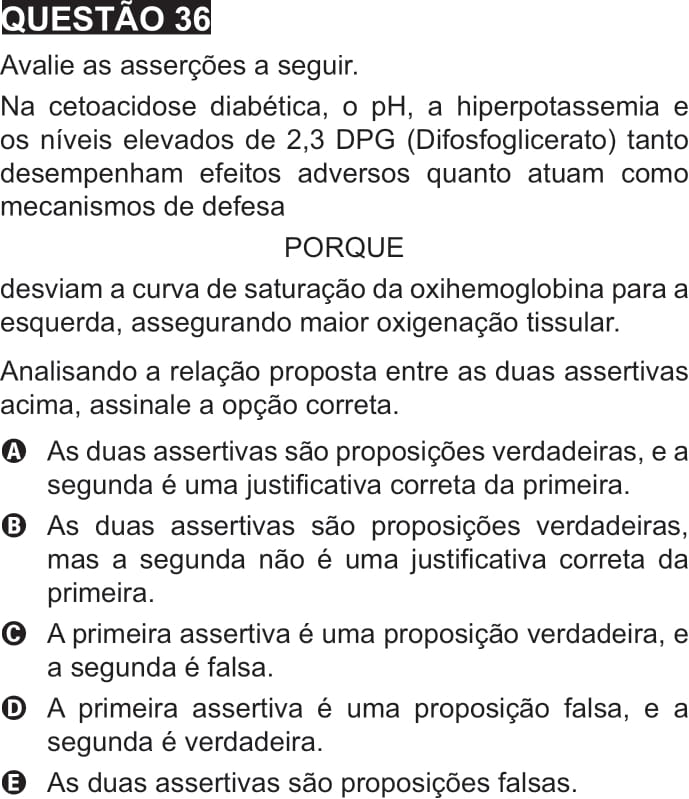 QUESTÃO 36
Avalie as asserções a seguir.
Na cetoacidose diabética, o pH, a hiperpotassemia e
os níveis elevados de 2,3 DPG (Difosfoglicerato) tanto
desempenham efeitos adversos quanto atuam como
mecanismos de defesa
PORQUE
desviam a curva de saturação da oxihemoglobina para a
esquerda, assegurando maior oxigenação tissular.
Analisando a relação proposta entre as duas assertivas
acima, assinale a opção correta.
A As duas assertivas são proposições verdadeiras, e a
segunda é uma justificativa correta da primeira.
B As duas assertivas são proposições verdadeiras,
mas a segunda não é uma justificativa correta da
primeira.
C A primeira assertiva é uma proposição verdadeira, e
a segunda é falsa.
D A primeira assertiva é uma proposição falsa, e a
segunda é verdadeira.
E As duas assertivas são proposições falsas.